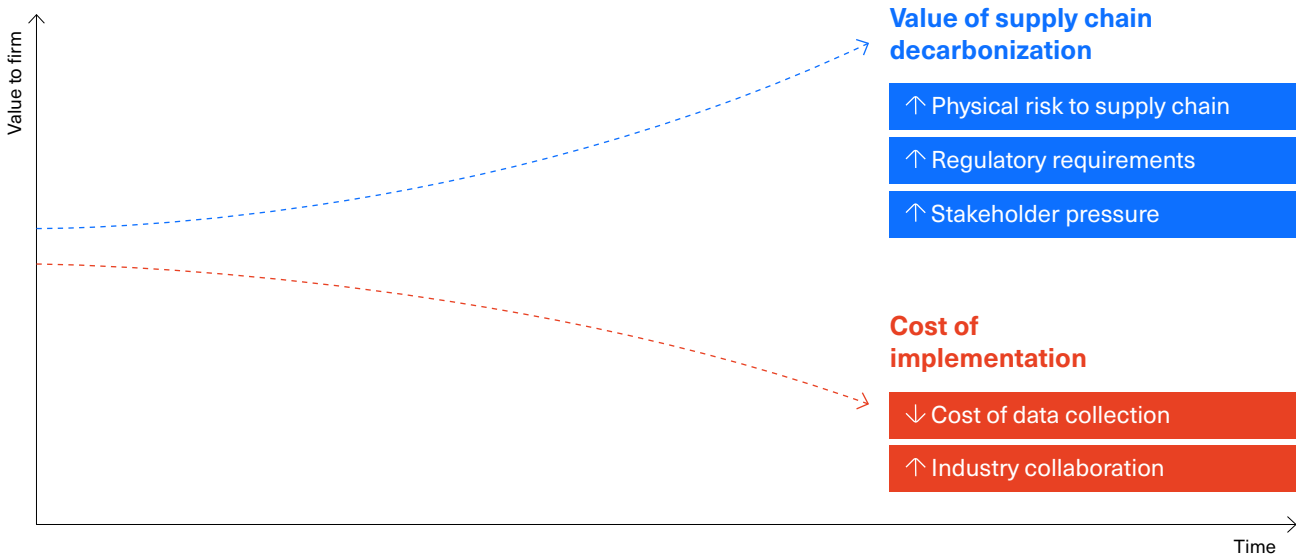 Value to firm
Value of supply chain
decarbonization
↑ Physical risk to supply chain
↑ Regulatory requirements
↑ Stakeholder pressure
Cost of
implementation
↓ Cost of data collection
↑ Industry collaboration
Time